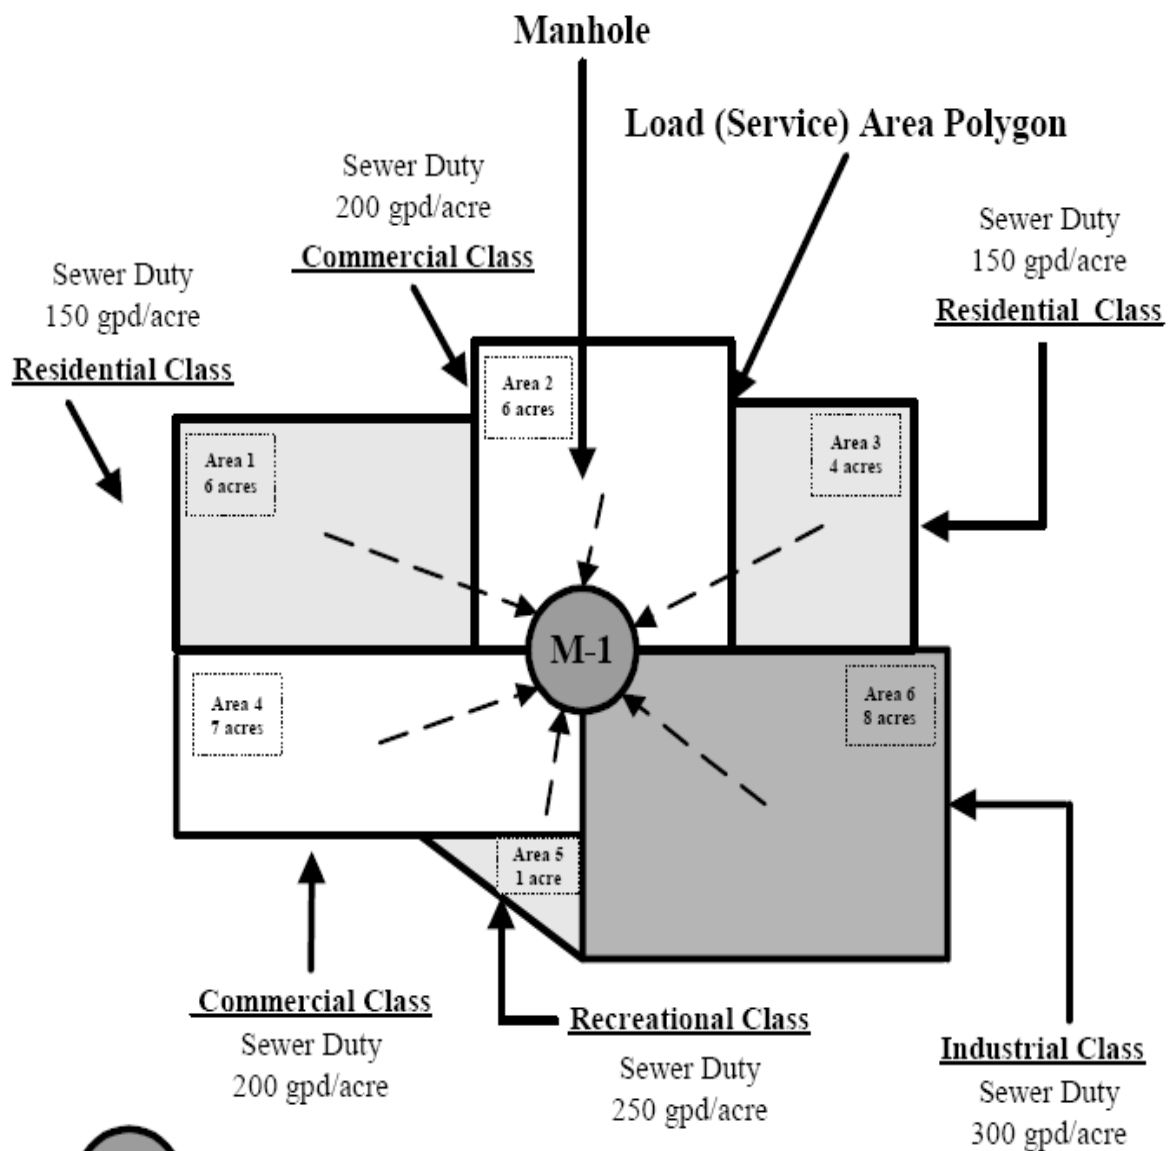 Manhole
Load (Service) Area Polygon
Sewer Duty
200 gpd/acre
Commercial Class
Sewer Duty
150 gpd/acre
Residential Class
Sewer Duty
150 gpd/acre
Residential Class
Area 1
6 acres
Area 2
6 acres
Area 3
4 acres
M-1
Area 4
7 acres
Area 5
1 acre
Area 6
8 acres
Commercial Class
Sewer Duty
200 gpd/acre
Recreational Class
Sewer Duty
250 gpd/acre
Industrial Class
Sewer Duty
300 gpd/acre